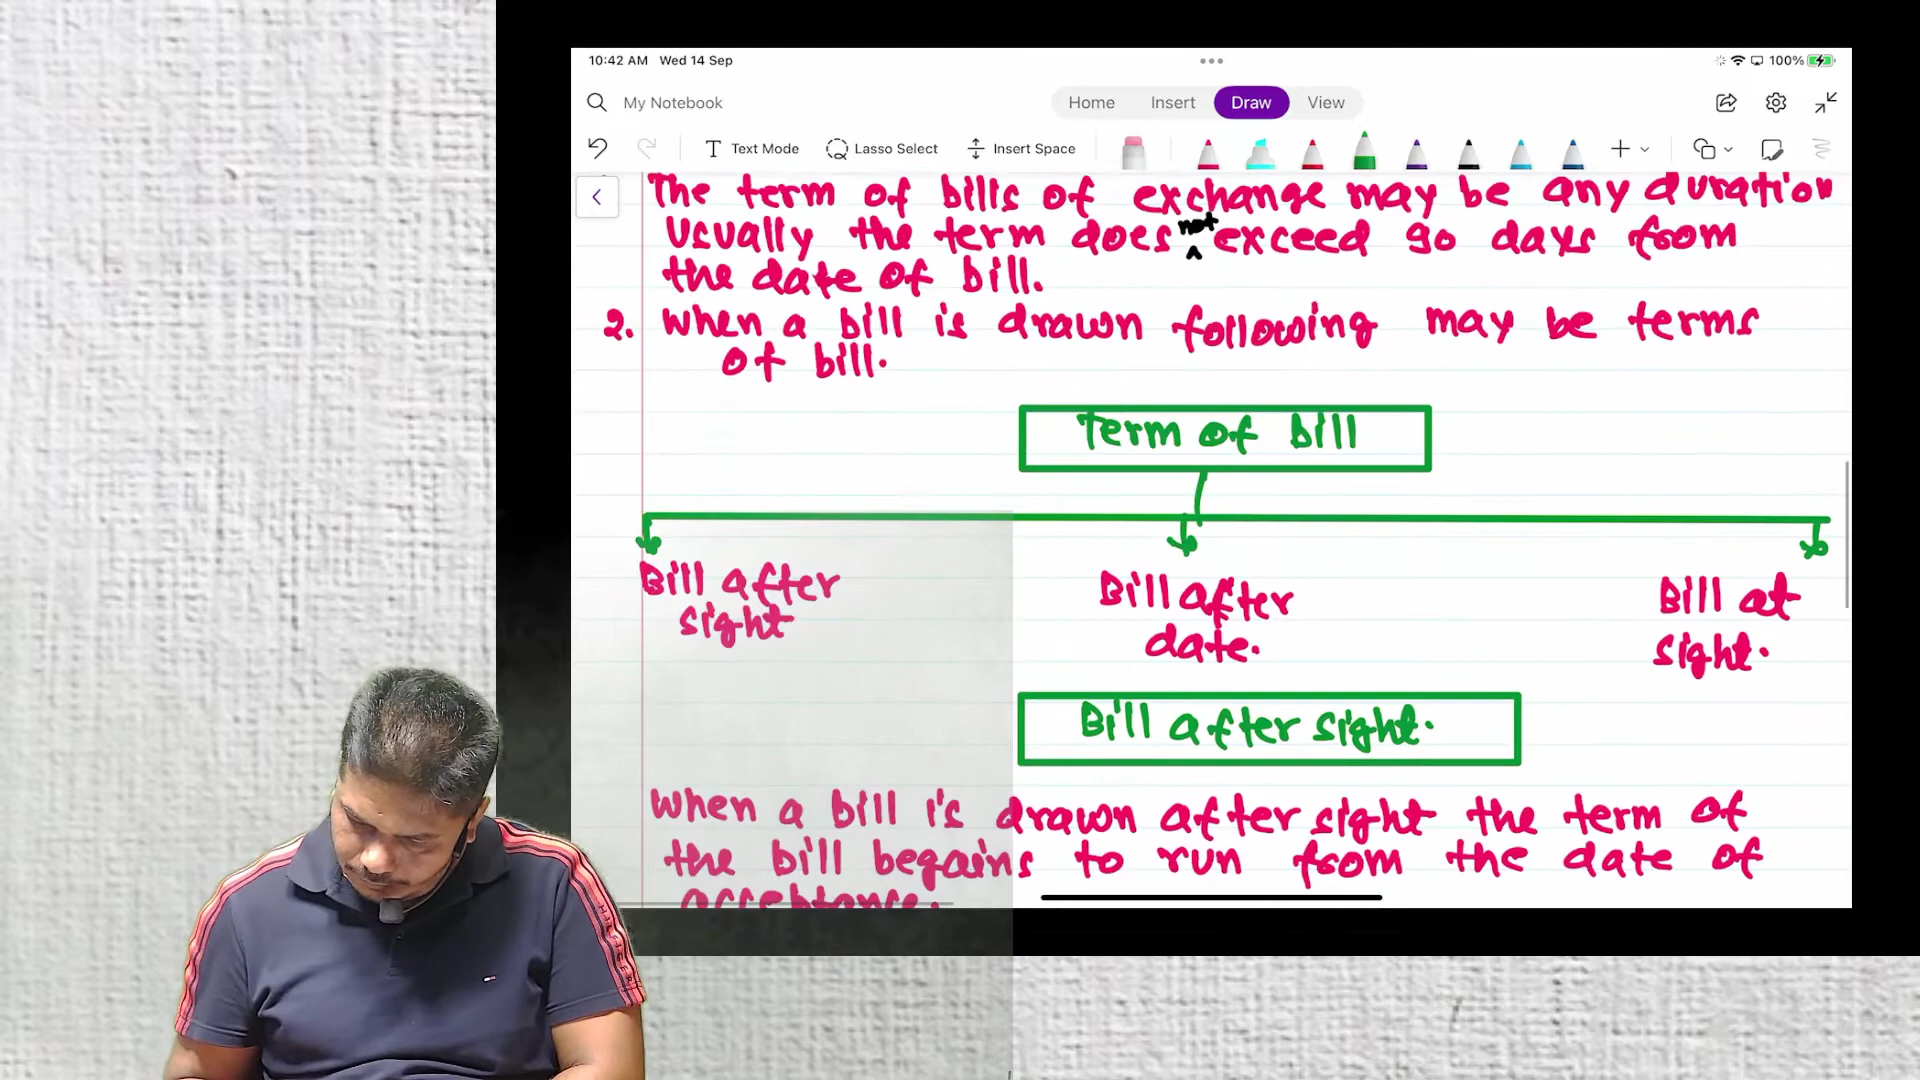 10:42 AM Wed 14 Sep
100%
My Notebook
Home Insert Draw View
Text Mode Lasso Select Insert Space
The term of bills of exchange may be any duration
Usually the term does not exceed 90 days from
the date of bill.
2. When a bill is drawn following may be terms
of bill.
Term of bill
Bill after
sight
Bill after
date.
Bill at
sight.
Bill after sight.
When a bill is drawn after sight the term of
the bill begains to run from the date of
acceptance.